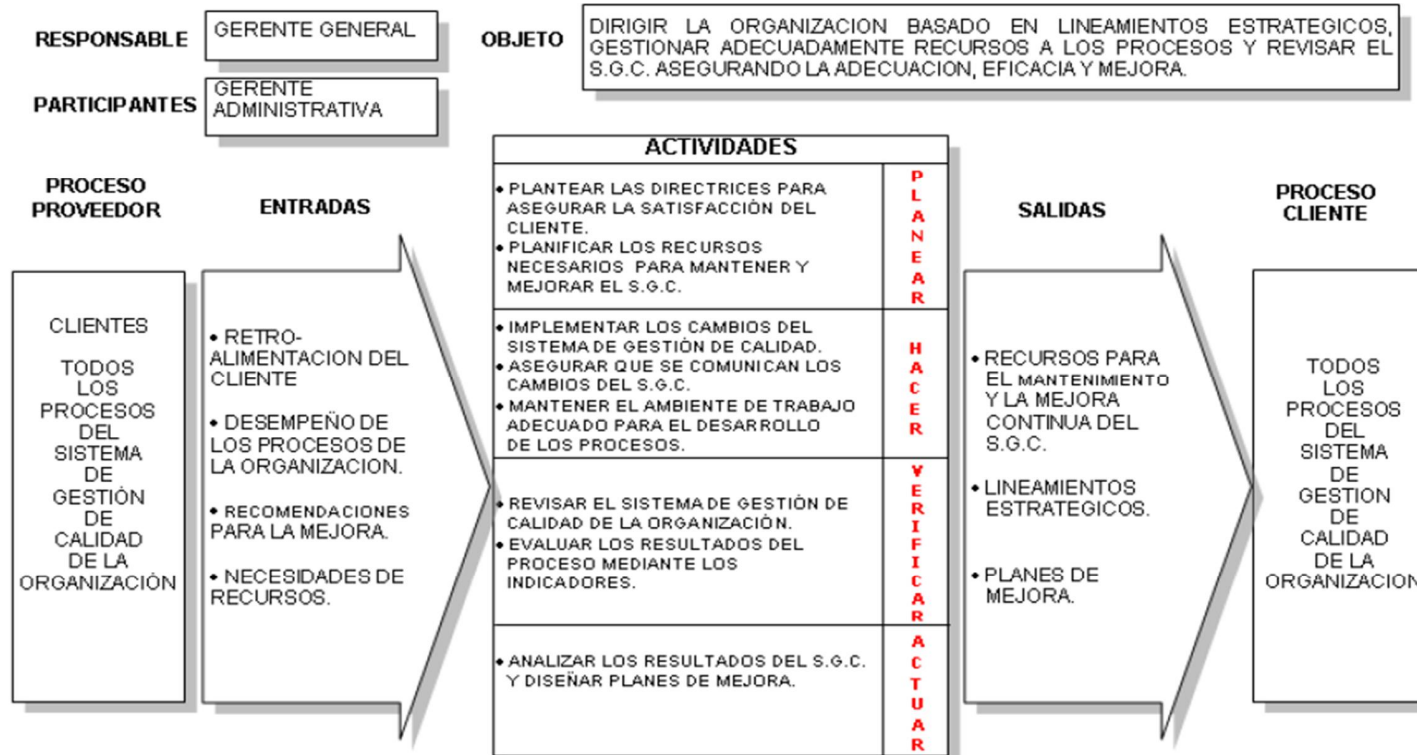 RESPONSABLE
GERENTE GENERAL
OBJETO
DIRIGIR LA ORGANIZACION BASADO EN LINEAMIENTOS ESTRATEGICOS,
GESTIONAR ADECUADAMENTE RECURSOS A LOS PROCESOS Y REVISAR EL
S.G.C. ASEGURANDO LA ADECUACION, EFICACIA Y MEJORA.
PARTICIPANTES
GERENTE
ADMINISTRATIVA
PROCESO
PROVEEDOR
CLIENTES
TODOS
LOS
PROCESOS
DEL
SISTEMA
DE
GESTIÓN
DE
CALIDAD
DE LA
ORGANIZACIÓN
ENTRADAS
• RETRO-
ALIMENTACION DEL
CLIENTE
• DESEMPEÑO DE
LOS PROCESOS DE
LA ORGANIZACION.
• RECOMENDACIONES
PARA LA MEJORA.
• NECESIDADES DE
RECURSOS.
ACTIVIDADES
• PLANTEAR LAS DIRECTRICES PARA
ASEGURAR LA SATISFACCIÓN DEL
CLIENTE.
• PLANIFICAR LOS RECURSOS
NECESARIOS PARA MANTENER Y
MEJORAR EL S.G.C.
PLANEAR
• IMPLEMENTAR LOS CAMBIOS DEL
SISTEMA DE GESTIÓN DE CALIDAD.
• ASEGURAR QUE SE COMUNICAN LOS
CAMBIOS DEL S.G.C.
• MANTENER EL AMBIENTE DE TRABAJO
ADECUADO PARA EL DESARROLLO
DE LOS PROCESOS.
HACER
• REVISAR EL SISTEMA DE GESTIÓN DE
CALIDAD DE LA ORGANIZACIÓN.
• EVALUAR LOS RESULTADOS DEL
PROCESO MEDIANTE LOS
INDICADORES.
VERIFICAR
• ANALIZAR LOS RESULTADOS DEL S.G.C.
Y DISEÑAR PLANES DE MEJORA.
ACTUAR
SALIDAS
• RECURSOS PARA
EL MANTENIMIENTO
Y LA MEJORA
CONTINUA DEL
S.G.C.
• LINEAMIENTOS
ESTRATEGICOS.
• PLANES DE
MEJORA.
PROCESO
CLIENTE
TODOS
LOS
PROCESOS
DEL
SISTEMA
DE
GESTION
DE
CALIDAD
DE LA
ORGANIZACION